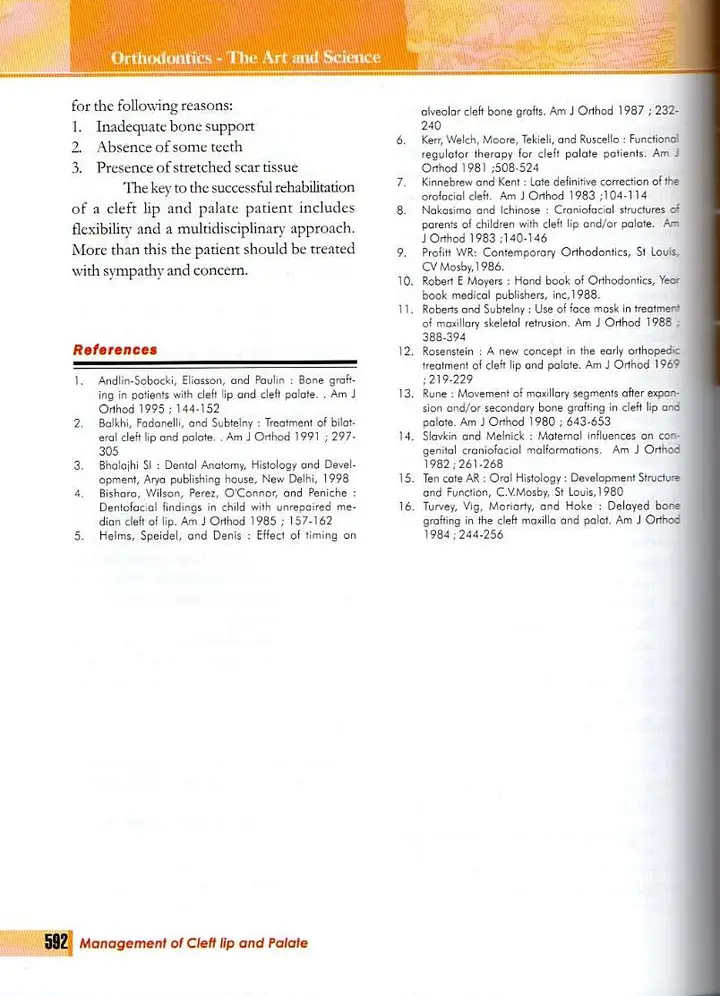 Orthodontics - The Art and Science
for the following reasons:
1. Inadequate bone support
2. Absence of some teeth
3. Presence of stretched scar tissue
The key to the successful rehabilitation
of a cleft lip and palate patient includes
flexibility and a multidisciplinary approach.
More than this the patient should be treated
with sympathy and concern.
References
1. Andlin-Sobocki, Eliasson, and Paulin : Bone graft-
ing in patients with cleft lip and cleft palate. . Am J
Orthod 1995 ; 144-152
2. Balkhi, Fadanelli, and Subtelny : Treatment of bilat-
eral cleft lip and palate. . Am J Orthod 1991 ; 297-
305
3. Bhalajhi SI : Dental Anatomy, Histology and Devel-
opment, Arya publishing house, New Delhi, 1998
4. Bishara, Wilson, Perez, O'Connor, and Peniche :
Dentofacial findings in child with unrepaired me-
dian cleft of lip. Am J Orthod 1985 ; 157-162
5. Helms, Speidel, and Denis : Effect of timing on
alveolar cleft bone grafts. Am J Orthod 1987 ; 232-
240
6. Kerr, Welch, Moore, Tekieli, and Ruscello : Functional
regulator therapy for cleft palate patients. Am J
Orthod 1981 ;508-524
7. Kinnebrew and Kent : Late definitive correction of the
orofacial cleft. Am J Orthod 1983 ;104-114
8. Nakasima and Ichinose : Craniofacial structures of
parents of children with cleft lip and/or palate. Am
J Orthod 1983 ;140-146
9. Profitt WR: Contemporary Orthodontics, St Louis,
CV Mosby,1986.
10. Robert E Moyers : Hand book of Orthodontics, Year
book medical publishers, inc,1988.
11. Roberts and Subtelny : Use of face mask in treatment
of maxillary skeletal retrusion. Am J Orthod 1988 ;
388-394
12. Rosenstein : A new concept in the early orthopedic
treatment of cleft lip and palate. Am J Orthod 1969
; 219-229
13. Rune : Movement of maxillary segments after expan-
sion and/or secondary bone grafting in cleft lip and
palate. Am J Orthod 1980 ; 643-653
14. Slavkin and Melnick : Maternal influences on con-
genital craniofacial malformations. Am J Orthod
1982 ; 261-268
15. Ten cate AR : Oral Histology : Development Structure
and Function, C.V.Mosby, St Louis,1980
16. Turvey, Vig, Moriarty, and Hoke : Delayed bone
grafting in the cleft maxilla and palat. Am J Orthod
1984 ; 244-256
592 Management of Cleft lip and Palate